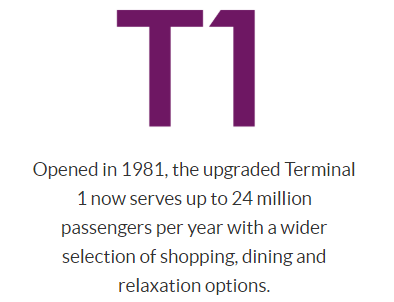 T1
Opened in 1981, the upgraded Terminal
1 now serves up to 24 million
passengers per year with a wider
selection of shopping, dining and
relaxation options.